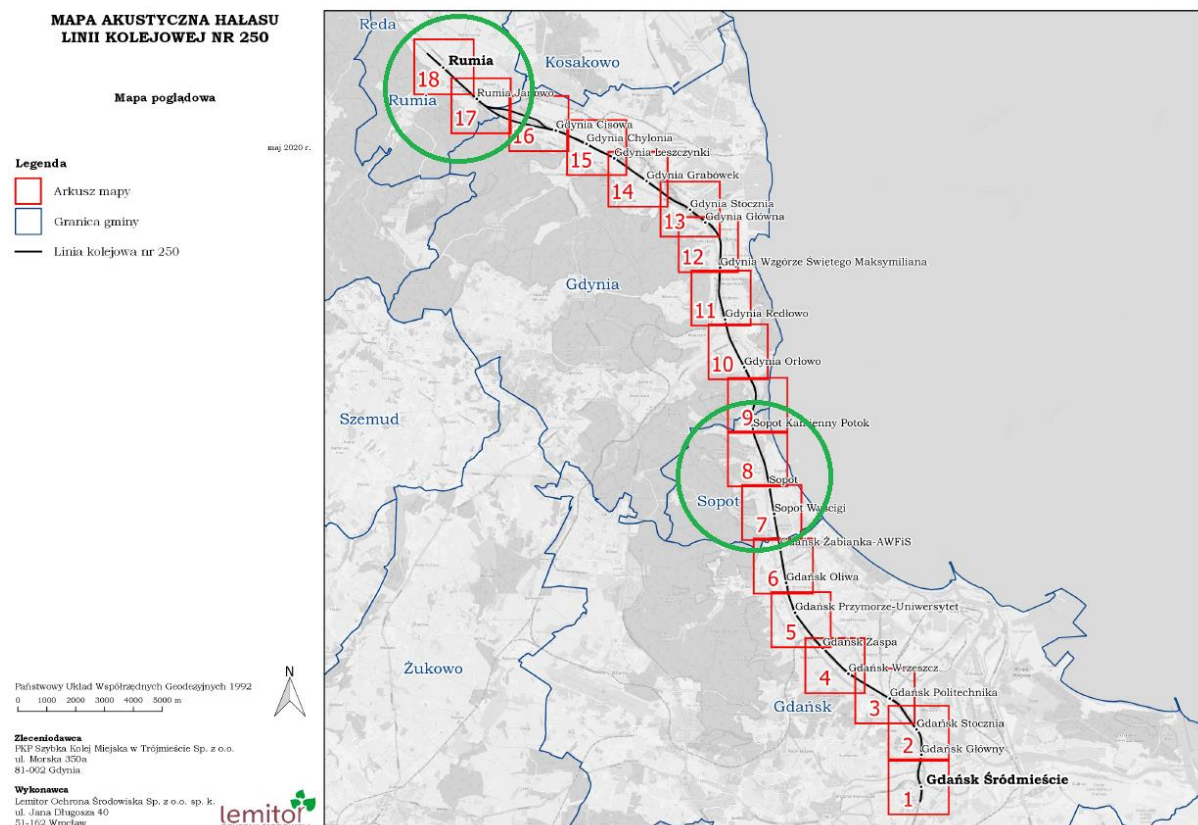 MAPA AKUSTYCZNA HAŁASU
LINII KOLEJOWEJ NR 250
Mapa poglądowa
maj 2020 r.
Legenda
Arkusz mapy
Granica gminy
Linia kolejowa nr 250
Państwowy Układ Współrzędnych Geodezyjnych 1992
0 1000 2000 3000 4000 5000 m
N
Zleceniodawca
PKP Szybka Kolej Miejska w Trójmieście Sp. z o.o.
ul. Morska 350a
81-002 Gdynia
Wykonawca
Lemitor Ochrona Środowiska Sp. z o.o. sp. k.
ul. Jana Długosza 40
51-162 Wrocław
lemitor
Reda
Rumia
Kosakowo
18
Rumia
Rumia Janowo
17
16
Gdynia Cisowa
Gdynia Chylonia
15
Gdynia Leszczynki
Gdynia Grabówek
14
Gdynia Stocznia
13
Gdynia Główna
12
Gdynia Wzgórze Świętego Maksymiliana
Gdynia
11
Gdynia Redłowo
Gdynia Orłowo
10
Szemud
9
Sopot Kamienny Potok
8
Sopot
Sopot
Sopot Wyścigi
7
Gdańsk Żabianka-AWFiS
6
Gdańsk Oliwa
Gdańsk Przymorze-Uniwersytet
5
Gdańsk Zaspa
Żukowo
Gdańsk Wrzeszcz
4
Gdańsk Politechnika
Gdańsk
3
Gdańsk Stocznia
2
Gdańsk Główny
Gdańsk Śródmieście
1